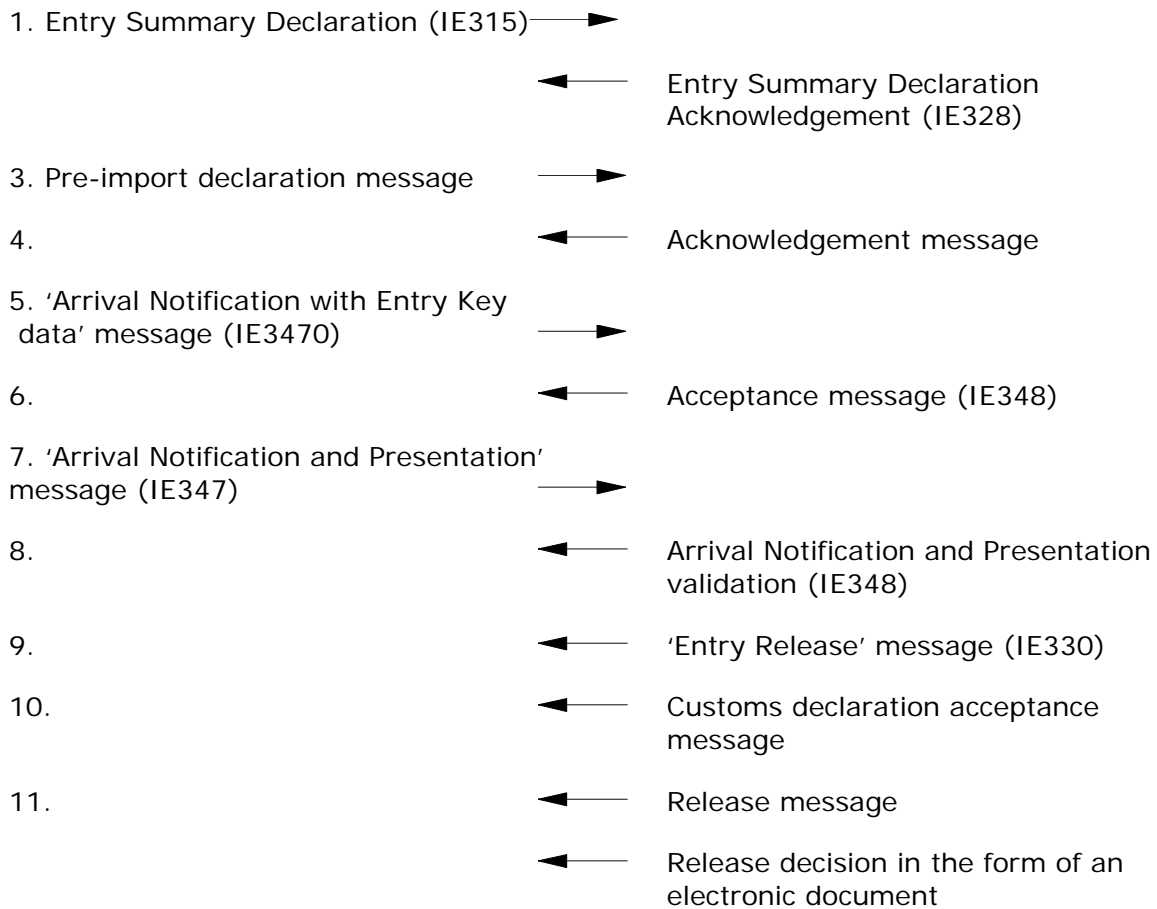 1. Entry Summary Declaration (IE315)
Entry Summary Declaration
Acknowledgement (IE328)
3. Pre-import declaration message
4.
Acknowledgement message
5. ‘Arrival Notification with Entry Key
data’ message (IE3470)
6.
Acceptance message (IE348)
7. ‘Arrival Notification and Presentation’
message (IE347)
8.
Arrival Notification and Presentation
validation (IE348)
9.
‘Entry Release’ message (IE330)
10.
Customs declaration acceptance
message
11.
Release message
Release decision in the form of an
electronic document